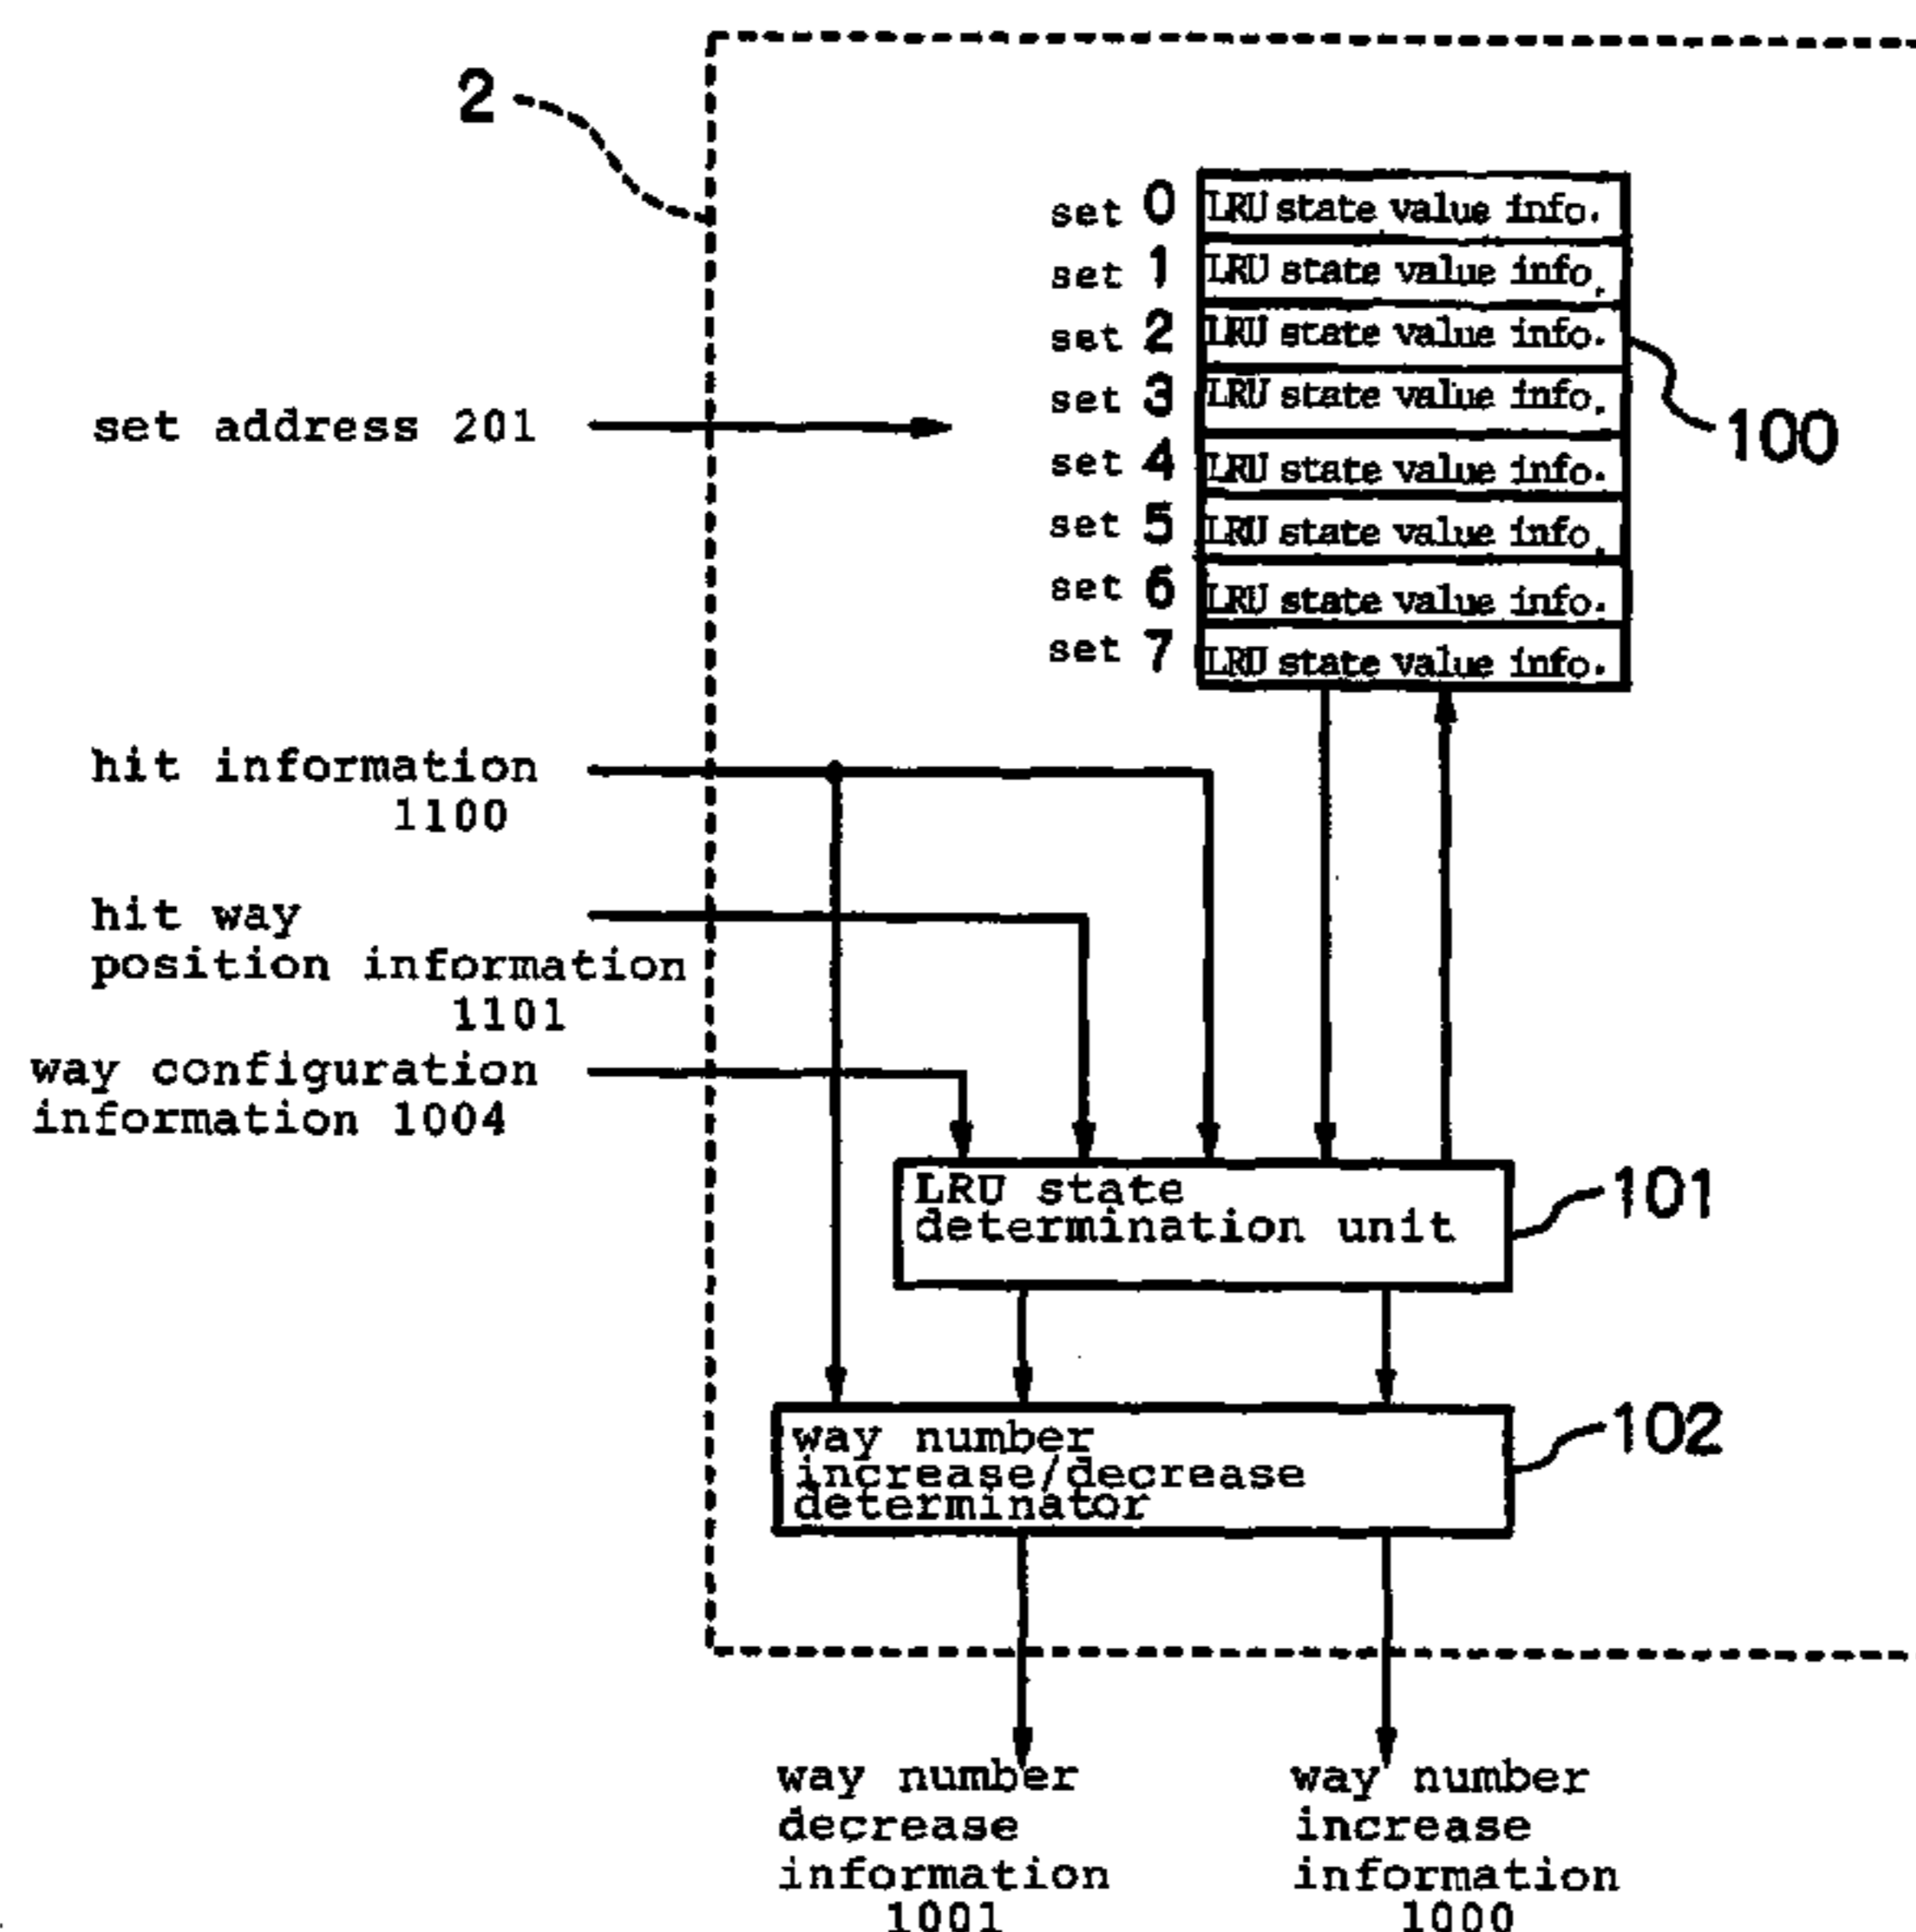 2
set 0 LRU state value info.
set 1 LRU state value info.
set 2 LRU state value info.
set 3 LRU state value info.
set 4 LRU state value info.
set 5 LRU state value info.
set 6 LRU state value info.
set 7 LRU state value info.
100
set address 201
hit information
1100
hit way
position information
1101
way configuration
information 1004
LRU state
determination unit
101
way number
increase/decrease
determinator
102
way number
decrease
information
1001
way number
increase
information
1000